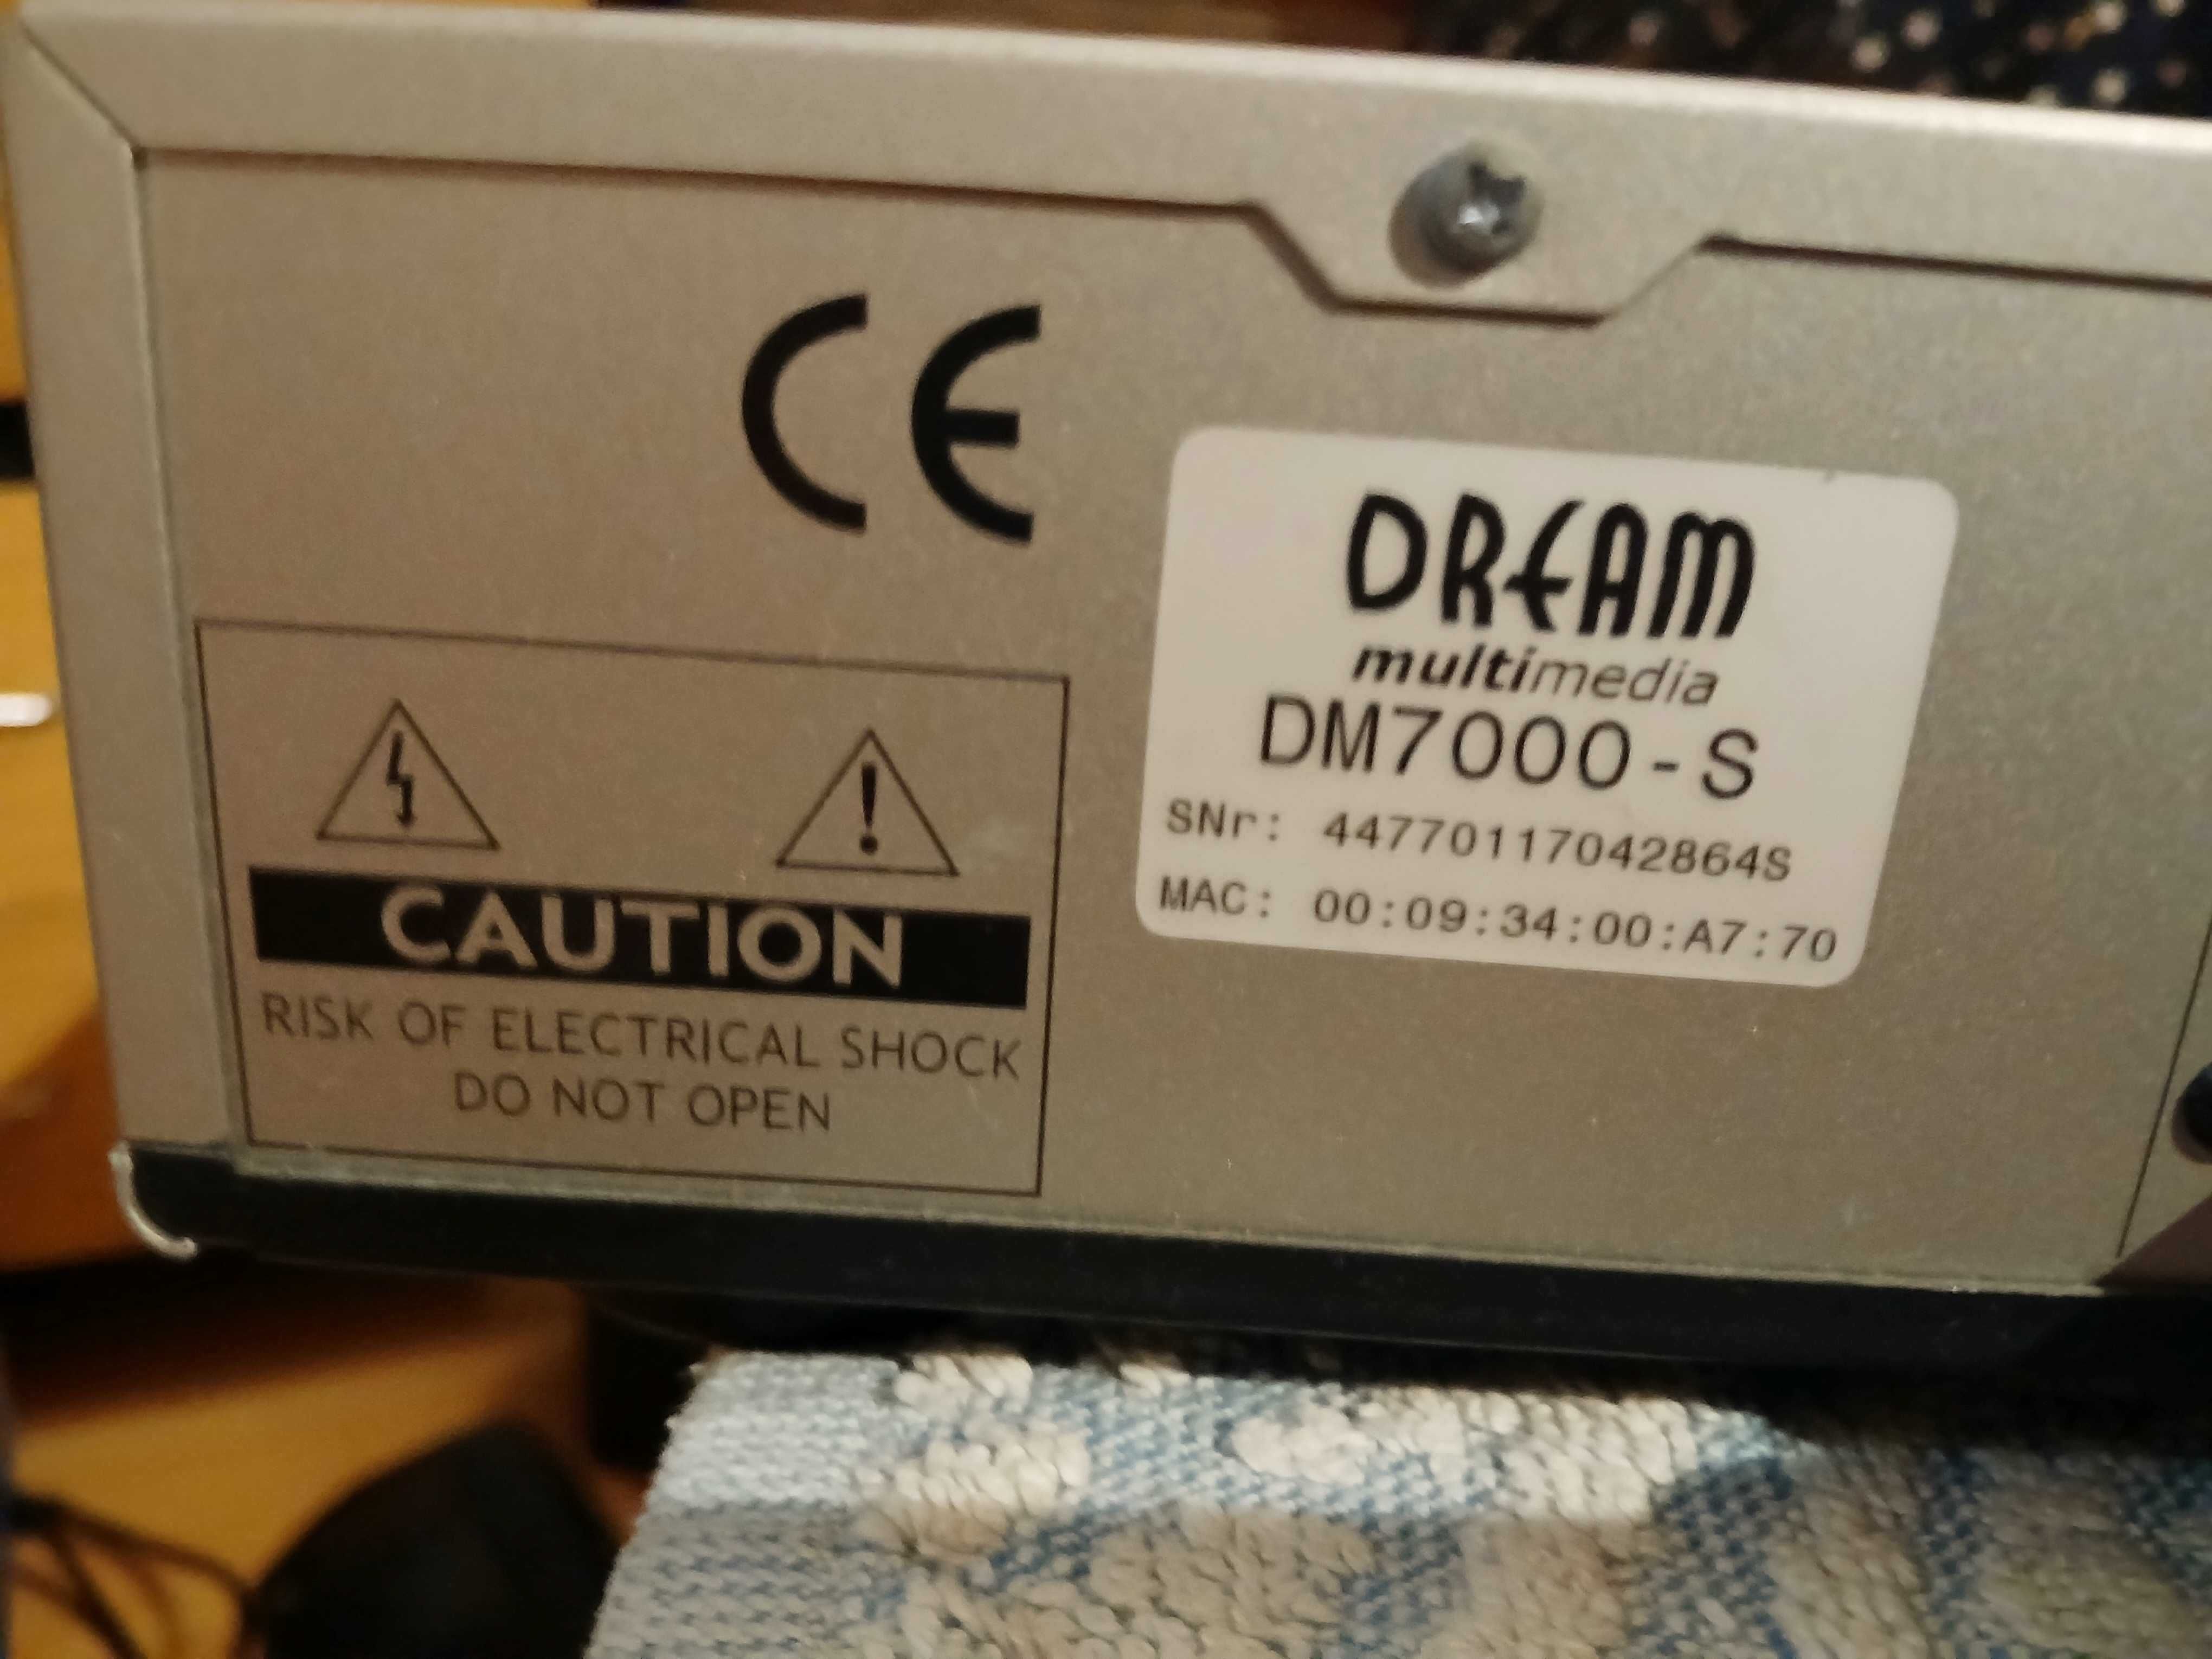 CE
DREAM
multimedia
DM7000-S
SNr: 44770117042864S
MAC: 00:09:34:00:A7:70
CAUTION
RISK OF ELECTRICAL SHOCK
DO NOT OPEN